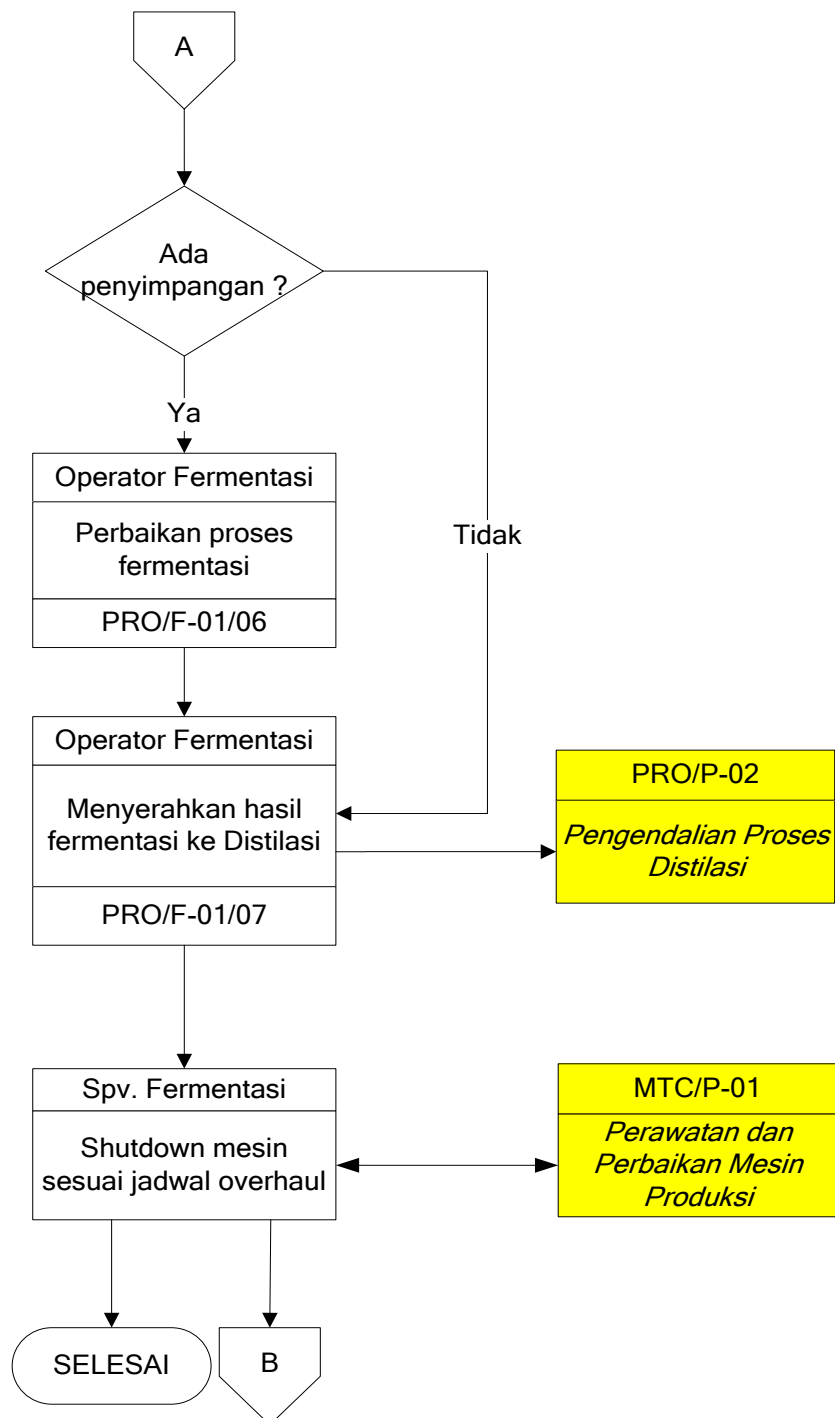 A
Ada
penyimpangan ?
Ya
Tidak
Operator Fermentasi
Perbaikan proses
fermentasi
PRO/F-01/06
Operator Fermentasi
Menyerahkan hasil
fermentasi ke Distilasi
PRO/F-01/07
PRO/P-02
Pengendalian Proses
Distilasi
Spv. Fermentasi
Shutdown mesin
sesuai jadwal overhaul
MTC/P-01
Perawatan dan
Perbaikan Mesin
Produksi
SELESAI
B